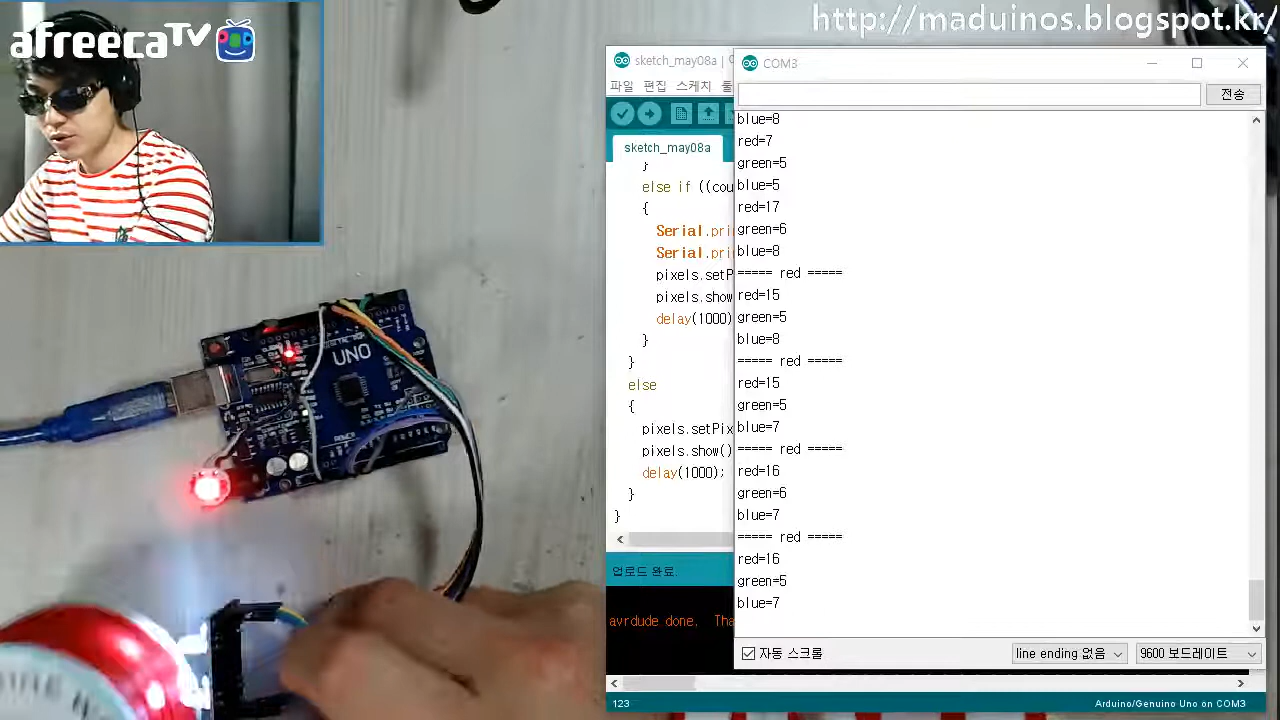 afreecaTV
http://maduinos.blogspot.kr/
sketch_may08a |
파일 편집 스케치 툴
sketch_may08a
}
else if ((cou
{
Serial.pri
Serial.pri
pixels.setP
pixels.show
delay(1000)
}
}
else
{
pixels.setPix
pixels.show()
delay(1000);
}
}
업로드 완료.
avrdude done. Tha
123
Arduino/Genuino Uno on COM3
COM3
전송
blue=8
red=7
green=5
blue=5
red=17
green=6
blue=8
===== red =====
red=15
green=5
blue=8
===== red =====
red=15
green=5
blue=7
===== red =====
red=16
green=6
blue=7
===== red =====
red=16
green=5
blue=7
자동 스크롤
line ending 없음
9600 보드레이트
UNO
POWER